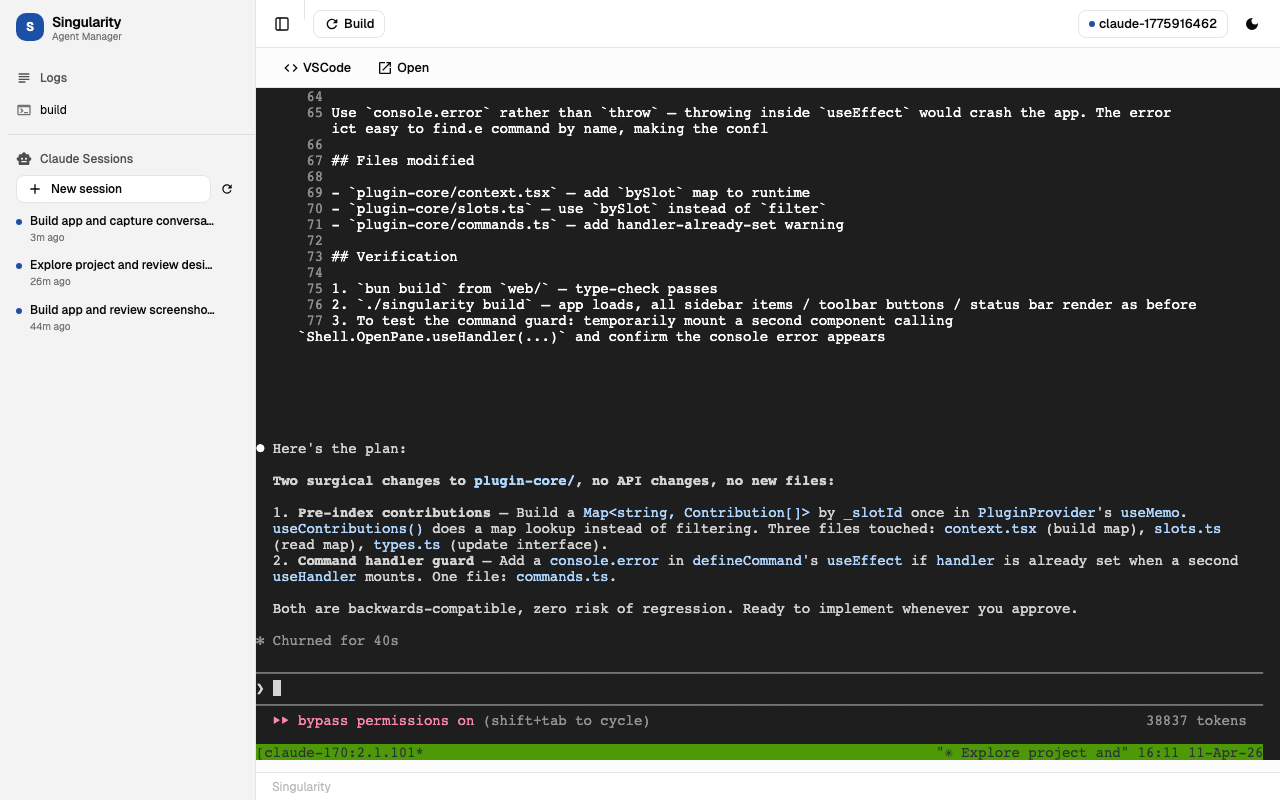 S
Singularity
Agent Manager
Build
claude-1775916462
Logs
build
Claude Sessions
New session
Build app and capture conversa...
3m ago
Explore project and review desi...
26m ago
Build app and review screensho...
44m ago
VSCode
Open
64
65 Use `console.error` rather than `throw` — throwing inside `useEffect` would crash the app. The error
ict easy to find.e command by name, making the confl
66
67 ## Files modified
68
69 - `plugin-core/context.tsx` — add `bySlot` map to runtime
70 - `plugin-core/slots.ts` — use `bySlot` instead of `filter`
71 - `plugin-core/commands.ts` — add handler-already-set warning
72
73 ## Verification
74
75 1. `bun build` from `web/` — type-check passes
76 2. `./singularity build` — app loads, all sidebar items / toolbar buttons / status bar render as before
77 3. To test the command guard: temporarily mount a second component calling
`Shell.OpenPane.useHandler(...)` and confirm the console error appears
● Here's the plan:
Two surgical changes to plugin-core/, no API changes, no new files:
1. Pre-index contributions — Build a Map<string, Contribution[]> by _slotId once in PluginProvider's useMemo.
useContributions() does a map lookup instead of filtering. Three files touched: context.tsx (build map), slots.ts
(read map), types.ts (update interface).
2. Command handler guard — Add a console.error in defineCommand's useEffect if handler is already set when a second
useHandler mounts. One file: commands.ts.
Both are backwards-compatible, zero risk of regression. Ready to implement whenever you approve.
✻ Churned for 40s
❯
⏵⏵ bypass permissions on (shift+tab to cycle) 38837 tokens
[claude-170:2.1.101* "✳ Explore project and" 16:11 11-Apr-26
Singularity